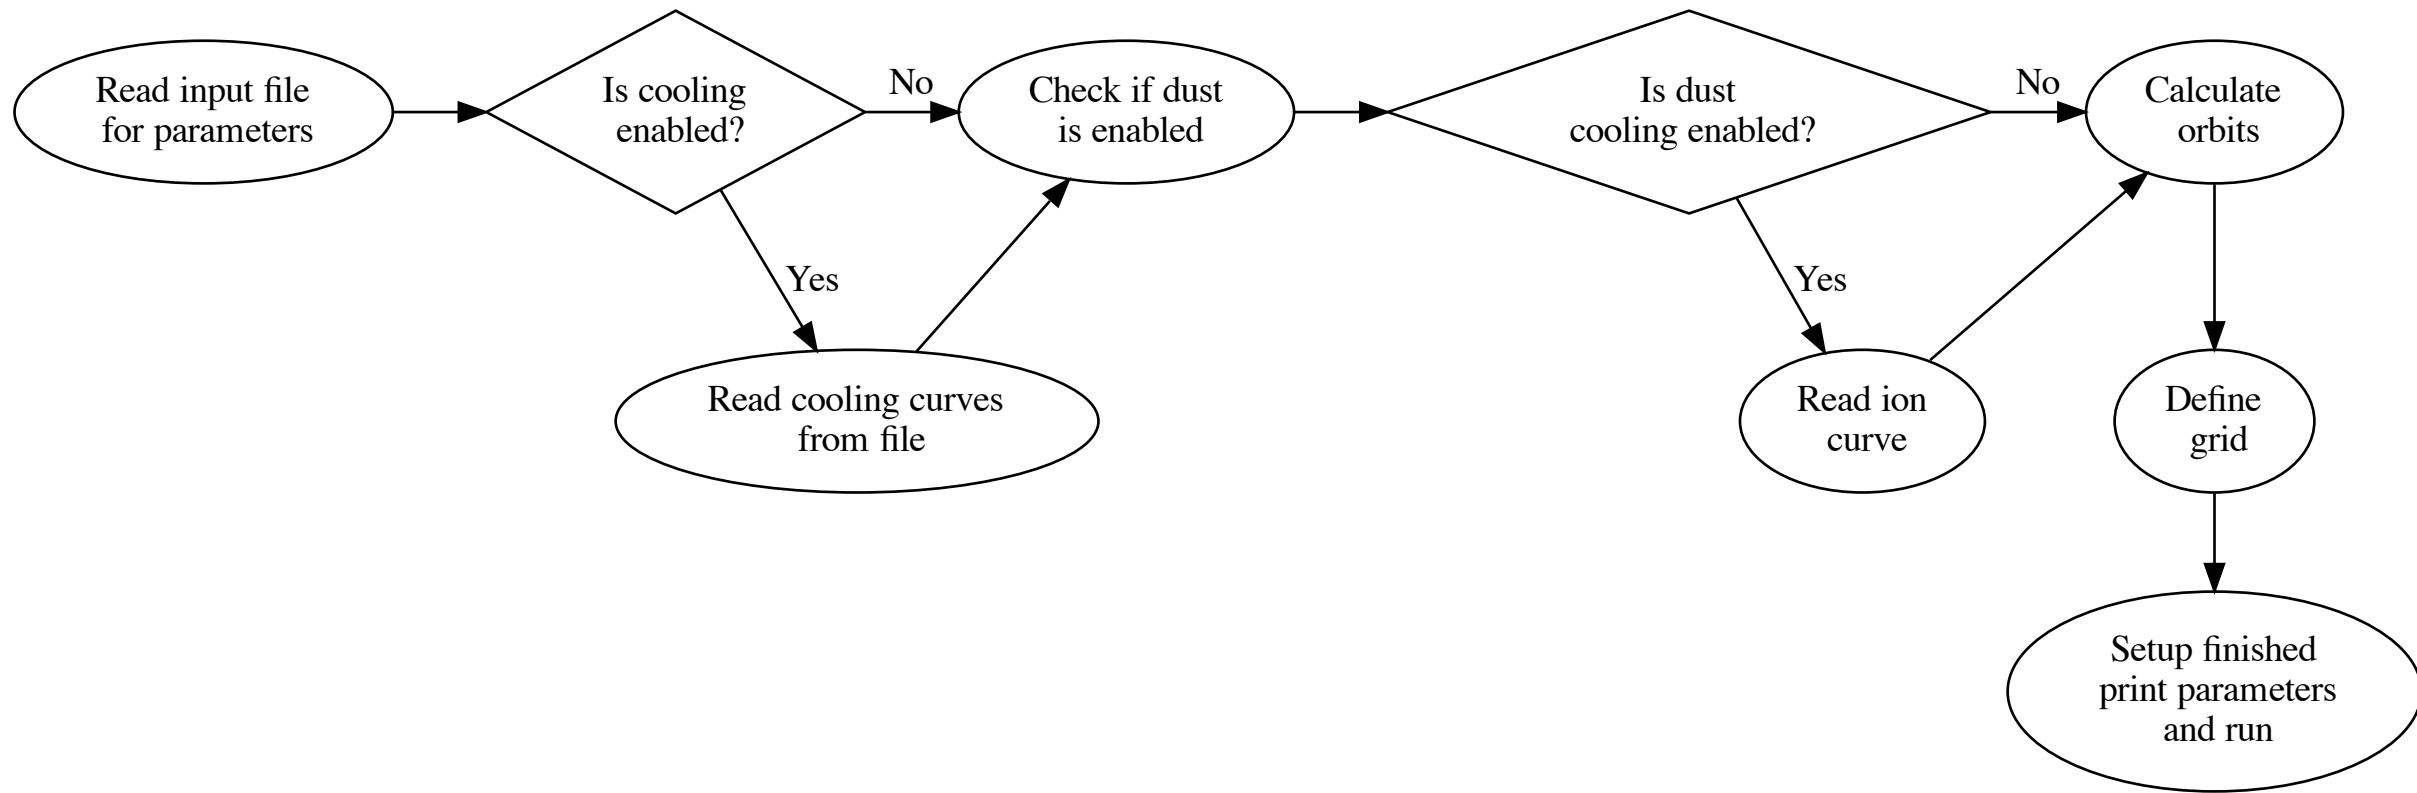 Read input file
for parameters
Is cooling
enabled?
No
Check if dust
is enabled
Is dust
cooling enabled?
No
Calculate
orbits
Yes
Yes
Read cooling curves
from file
Read ion
curve
Define
grid
Setup finished
print parameters
and run